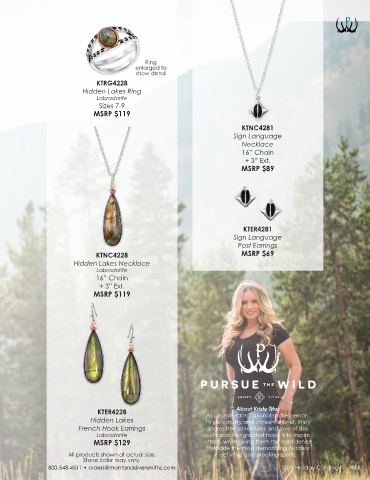 Ring
enlarged to
show detail
KTRG4228
Hidden Lakes Ring
Labradorite
Sizes 7-9
MSRP $119
KTNC4281
Sign Language
Necklace
16" Chain
+ 3" Ext.
MSRP $89
KTER4281
Sign Language
Post Earrings
MSRP $69
KTNC4228
Hidden Lakes Necklace
Labradorite
16" Chain
+ 3" Ext.
MSRP $119
KTER4228
Hidden Lakes
French Hook Earrings
Labradorite
MSRP $129
All products shown at actual size.
Stone color may vary.
PURSUE THE WILD
KRISTY TITUS
About Kristy Titus
800-548-4511 • orders@montanasilversmiths.com
Holiday Catalog